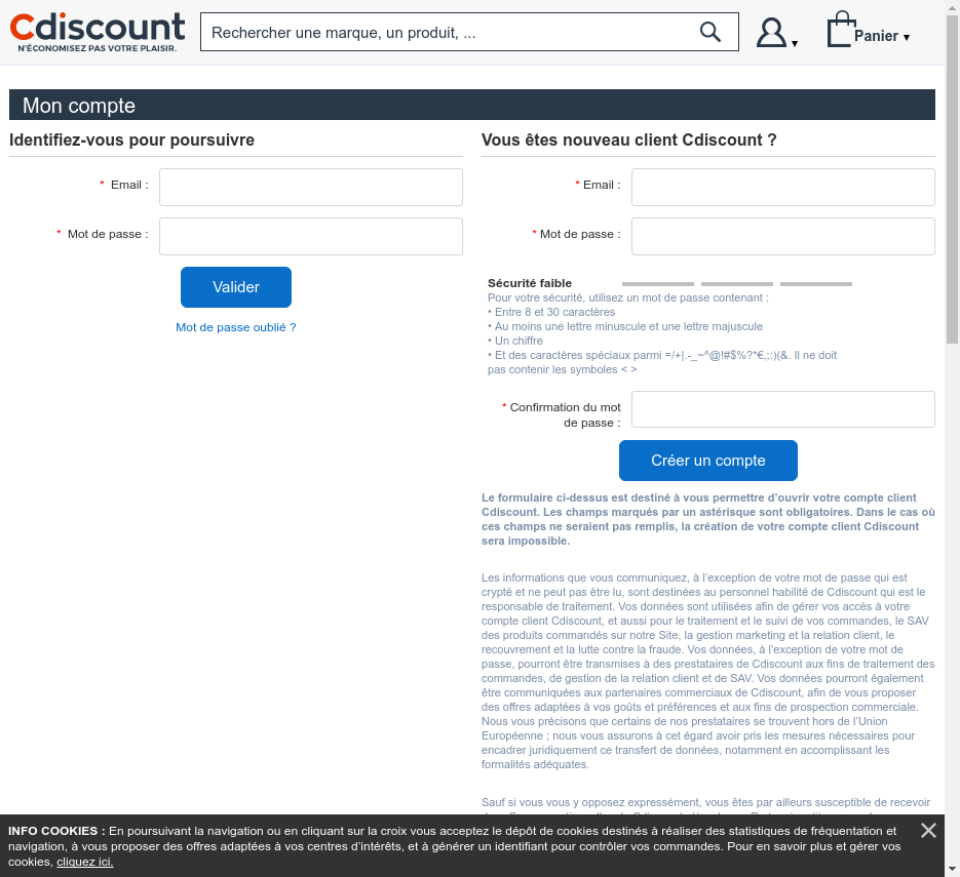 Cdiscount
N'ÉCONOMISEZ PAS VOTRE PLAISIR.
Rechercher une marque, un produit, ...
Panier ▾
Mon compte
Identifiez-vous pour poursuivre
* Email :
* Mot de passe :
Valider
Mot de passe oublié ?
Vous êtes nouveau client Cdiscount ?
* Email :
* Mot de passe :
Sécurité faible
Pour votre sécurité, utilisez un mot de passe contenant :
• Entre 8 et 30 caractères
• Au moins une lettre minuscule et une lettre majuscule
• Un chiffre
• Et des caractères spéciaux parmi =/+|.-_~^@!#$%?*€,;:)(&. Il ne doit
pas contenir les symboles < >
* Confirmation du mot
de passe :
Créer un compte
Le formulaire ci-dessus est destiné à vous permettre d'ouvrir votre compte client
Cdiscount. Les champs marqués par un astérisque sont obligatoires. Dans le cas où
ces champs ne seraient pas remplis, la création de votre compte client Cdiscount
sera impossible.
Les informations que vous communiquez, à l'exception de votre mot de passe qui est
crypté et ne peut pas être lu, sont destinées au personnel habilité de Cdiscount qui est le
responsable de traitement. Vos données sont utilisées afin de gérer vos accès à votre
compte client Cdiscount, et aussi pour le traitement et le suivi de vos commandes, le SAV
des produits commandés sur notre Site, la gestion marketing et la relation client, le
recouvrement et la lutte contre la fraude. Vos données, à l'exception de votre mot de
passe, pourront être transmises à des prestataires de Cdiscount aux fins de traitement des
commandes, de gestion de la relation client et de SAV. Vos données pourront également
être communiquées aux partenaires commerciaux de Cdiscount, afin de vous proposer
des offres adaptées à vos goûts et préférences et aux fins de prospection commerciale.
Nous vous précisons que certains de nos prestataires se trouvent hors de l'Union
Européenne ; nous vous assurons à cet égard avoir pris les mesures nécessaires pour
encadrer juridiquement ce transfert de données, notamment en accomplissant les
formalités adéquates.
Sauf si vous vous y opposez expressément, vous êtes par ailleurs susceptible de recevoir
INFO COOKIES : En poursuivant la navigation ou en cliquant sur la croix vous acceptez le dépôt de cookies destinés à réaliser des statistiques de fréquentation et
navigation, à vous proposer des offres adaptées à vos centres d'intérêts, et à générer un identifiant pour contrôler vos commandes. Pour en savoir plus et gérer vos
cookies, cliquez ici.